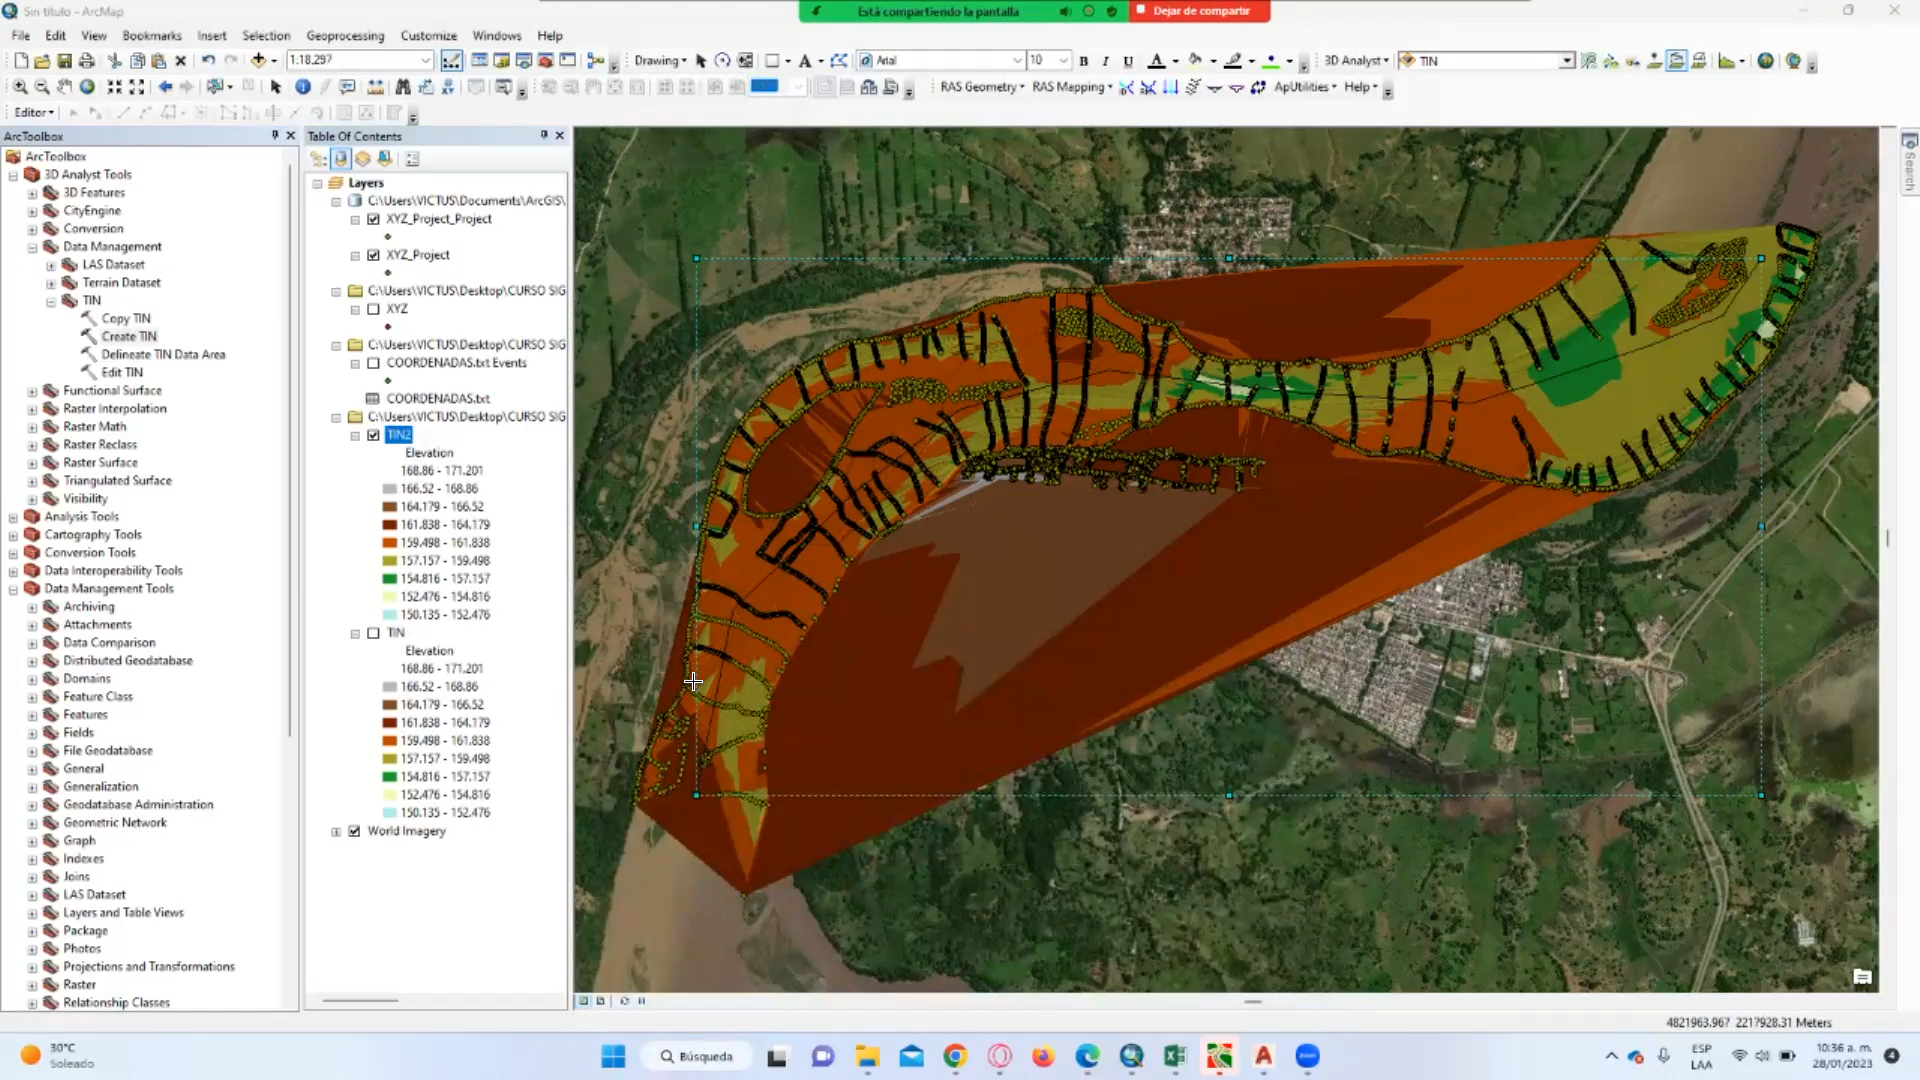 Sin título - ArcMap
Está compartiendo la pantalla
Dejar de compartir
File Edit View Bookmarks Insert Selection Geoprocessing Customize Windows Help
1:18.297
Drawing
Arial
10
B I U A
3D Analyst
TIN
RAS Geometry RAS Mapping ApUtilities Help
Editor
ArcToolbox
ArcToolbox
3D Analyst Tools
3D Features
CityEngine
Conversion
Data Management
LAS Dataset
Terrain Dataset
TIN
Copy TIN
Create TIN
Delineate TIN Data Area
Edit TIN
Functional Surface
Raster Interpolation
Raster Math
Raster Reclass
Raster Surface
Triangulated Surface
Visibility
Analysis Tools
Cartography Tools
Conversion Tools
Data Interoperability Tools
Data Management Tools
Archiving
Attachments
Data Comparison
Distributed Geodatabase
Domains
Feature Class
Features
Fields
File Geodatabase
General
Generalization
Geodatabase Administration
Geometric Network
Graph
Indexes
Joins
LAS Dataset
Layers and Table Views
Package
Photos
Projections and Transformations
Raster
Relationship Classes
Table Of Contents
Layers
C:\Users\VICTUS\Documents\ArcGIS\
XYZ_Project_Project
XYZ_Project
C:\Users\VICTUS\Desktop\CURSO SIG
XYZ
C:\Users\VICTUS\Desktop\CURSO SIG
COORDENADAS.txt Events
COORDENADAS.txt
C:\Users\VICTUS\Desktop\CURSO SIG
TIN2
Elevation
168.86 - 171.201
166.52 - 168.86
164.179 - 166.52
161.838 - 164.179
159.498 - 161.838
157.157 - 159.498
154.816 - 157.157
152.476 - 154.816
150.135 - 152.476
TIN
Elevation
168.86 - 171.201
166.52 - 168.86
164.179 - 166.52
161.838 - 164.179
159.498 - 161.838
157.157 - 159.498
154.816 - 157.157
152.476 - 154.816
150.135 - 152.476
World Imagery
Search
4821963.967 2217928.31 Meters
30°C
Soleado
Búsqueda
ESP
LAA
10:36 a. m.
28/01/2023
4